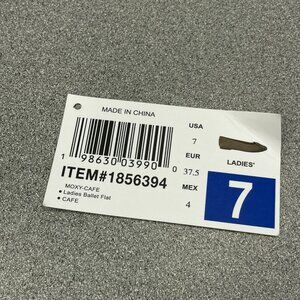 MADE IN CHINA
1 98630 03990 0
ITEM#1856394
MOXY-CAFE
• Ladies Ballet Flat
• CAFE
USA
7
EUR
37.5
MEX
4
LADIES'
7